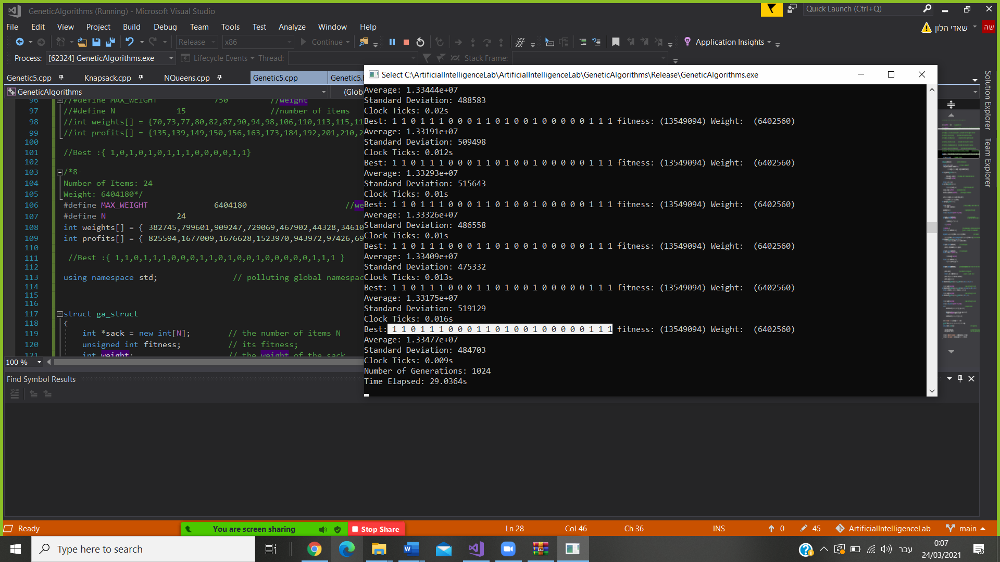 GeneticAlgorithms (Running) - Microsoft Visual Studio
Quick Launch (Ctrl+Q)
File Edit View Project Build Debug Team Tools Test Analyze Window Help
שאדי הלון
שה
Release x86 Continue Application Insights
Process: [62324] GeneticAlgorithms.exe Lifecycle Events Thread: Stack Frame:
Genetic5.cpp Knapsack.cpp NQueens.cpp Genetic5.cpp Genetic5.
GeneticAlgorithms (Glob
96 //#define MAX_WEIGHT 750 //weight
97 //#define N 15 //number of items
98 //int weights[] = {70,73,77,80,82,87,90,94,98,106,110,113,115,11
99 //int profits[] = {135,139,149,150,156,163,173,184,192,201,210,2
100
101 //Best :{ 1,0,1,0,1,0,1,1,1,0,0,0,0,1,1}
102
103 /*8-
104 Number of Items: 24
105 Weight: 6404180*/
106 #define MAX_WEIGHT 6404180 //we
107 #define N 24
108 int weights[] = { 382745,799601,909247,729069,467902,44328,34610
109 int profits[] = { 825594,1677009,1676628,1523970,943972,97426,69
110
111 //Best :{ 1,1,0,1,1,1,0,0,0,1,1,0,1,0,0,1,0,0,0,0,0,1,1,1 }
112
113 using namespace std; // polluting global namespac
114
115
116
117 struct ga_struct
118 {
119 int *sack = new int[N]; // the number of items N
120 unsigned int fitness; // its fitness;
121 int weight; // the weight of the sack
100 %
Select C:\ArtificialIntelligenceLab\ArtificialIntelligenceLab\GeneticAlgorithms\Release\GeneticAlgorithms.exe
Average: 1.33444e+07
Standard Deviation: 488583
Clock Ticks: 0.02s
Best: 1 1 0 1 1 1 0 0 0 1 1 0 1 0 0 1 0 0 0 0 0 1 1 1 fitness: (13549094) Weight: (6402560)
Average: 1.33191e+07
Standard Deviation: 509498
Clock Ticks: 0.012s
Best: 1 1 0 1 1 1 0 0 0 1 1 0 1 0 0 1 0 0 0 0 0 1 1 1 fitness: (13549094) Weight: (6402560)
Average: 1.33293e+07
Standard Deviation: 515643
Clock Ticks: 0.01s
Best: 1 1 0 1 1 1 0 0 0 1 1 0 1 0 0 1 0 0 0 0 0 1 1 1 fitness: (13549094) Weight: (6402560)
Average: 1.33326e+07
Standard Deviation: 486558
Clock Ticks: 0.01s
Best: 1 1 0 1 1 1 0 0 0 1 1 0 1 0 0 1 0 0 0 0 0 1 1 1 fitness: (13549094) Weight: (6402560)
Average: 1.33409e+07
Standard Deviation: 475332
Clock Ticks: 0.013s
Best: 1 1 0 1 1 1 0 0 0 1 1 0 1 0 0 1 0 0 0 0 0 1 1 1 fitness: (13549094) Weight: (6402560)
Average: 1.33175e+07
Standard Deviation: 519129
Clock Ticks: 0.016s
Best: 1 1 0 1 1 1 0 0 0 1 1 0 1 0 0 1 0 0 0 0 0 1 1 1 fitness: (13549094) Weight: (6402560)
Average: 1.33477e+07
Standard Deviation: 484703
Clock Ticks: 0.009s
Number of Generations: 1024
Time Elapsed: 29.0364s
Solution Explorer
Team Explorer
Find Symbol Results
Ready
You are screen sharing
Stop Share
Ln 28 Col 46 Ch 36 INS 0 45 ArtificialIntelligenceLab main
Type here to search
עבר
0:07
24/03/2021